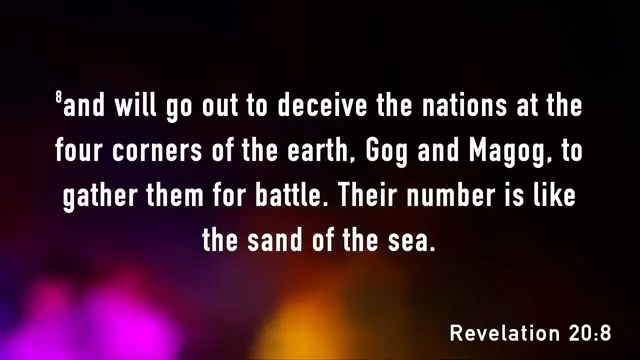 ⁸and will go out to deceive the nations at the
four corners of the earth, Gog and Magog, to
gather them for battle. Their number is like
the sand of the sea.
Revelation 20:8